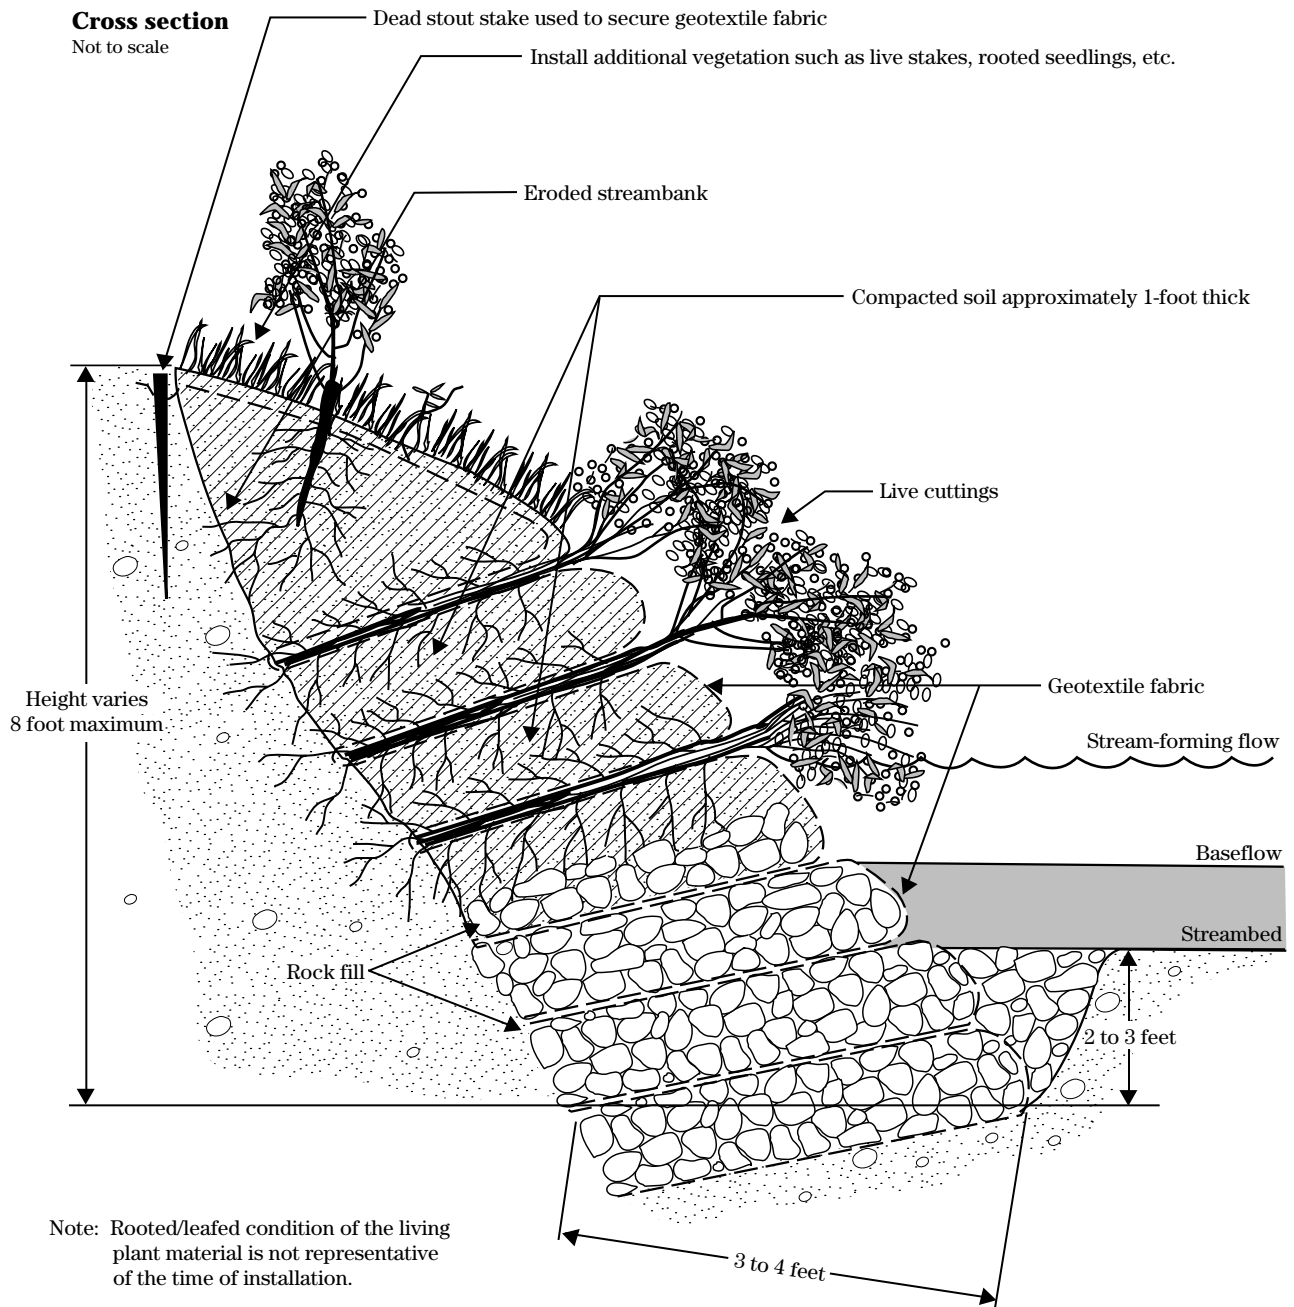 Cross section
Not to scale
Dead stout stake used to secure geotextile fabric
Install additional vegetation such as live stakes, rooted seedlings, etc.
Eroded streambank
Compacted soil approximately 1-foot thick
Live cuttings
Height varies
8 foot maximum
Geotextile fabric
Stream-forming flow
Baseflow
Streambed
Rock fill
2 to 3 feet
3 to 4 feet
Note: Rooted/leafed condition of the living
plant material is not representative
of the time of installation.